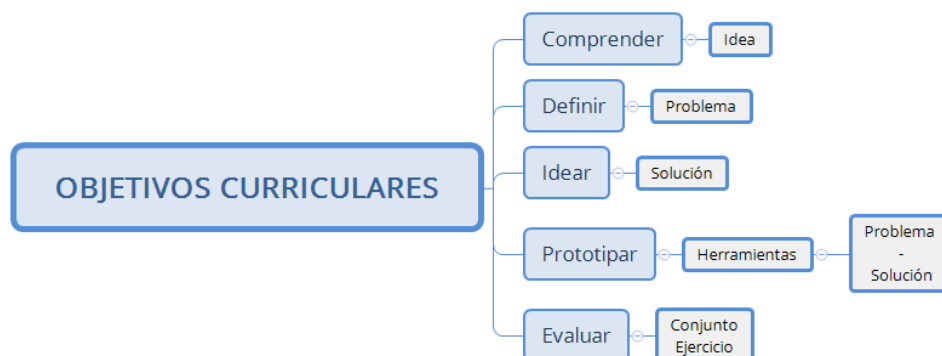 Comprender
Idea
Definir
Problema
Idear
Solución
OBJETIVOS CURRICULARES
Prototipar
Herramientas
Problema
-
Solución
Evaluar
Conjunto
Ejercicio